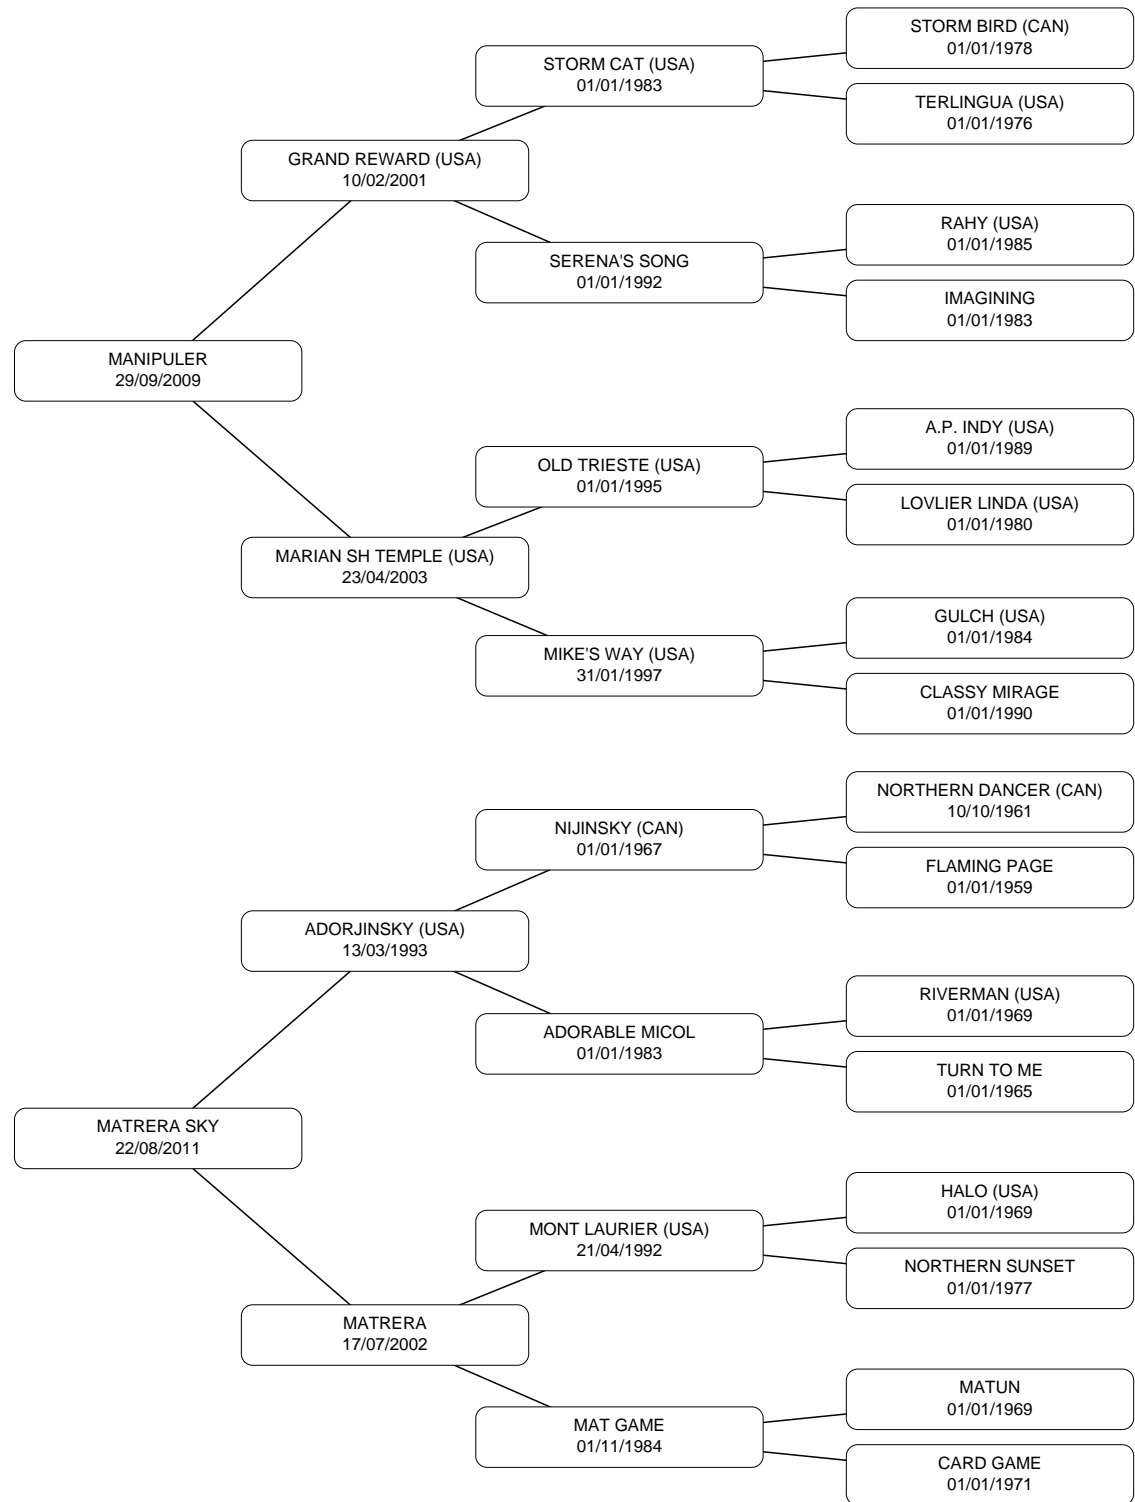 STORM BIRD (CAN)
01/01/1978
STORM CAT (USA)
01/01/1983
TERLINGUA (USA)
01/01/1976
GRAND REWARD (USA)
10/02/2001
RAHY (USA)
01/01/1985
SERENA'S SONG
01/01/1992
IMAGINING
01/01/1983
MANIPULER
29/09/2009
A.P. INDY (USA)
01/01/1989
OLD TRIESTE (USA)
01/01/1995
LOVLIER LINDA (USA)
01/01/1980
MARIAN SH TEMPLE (USA)
23/04/2003
GULCH (USA)
01/01/1984
MIKE'S WAY (USA)
31/01/1997
CLASSY MIRAGE
01/01/1990
NORTHERN DANCER (CAN)
10/10/1961
NIJINSKY (CAN)
01/01/1967
FLAMING PAGE
01/01/1959
ADORJINSKY (USA)
13/03/1993
RIVERMAN (USA)
01/01/1969
ADORABLE MICOL
01/01/1983
TURN TO ME
01/01/1965
MATRERA SKY
22/08/2011
HALO (USA)
01/01/1969
MONT LAURIER (USA)
21/04/1992
NORTHERN SUNSET
01/01/1977
MATRERA
17/07/2002
MATUN
01/01/1969
MAT GAME
01/11/1984
CARD GAME
01/01/1971